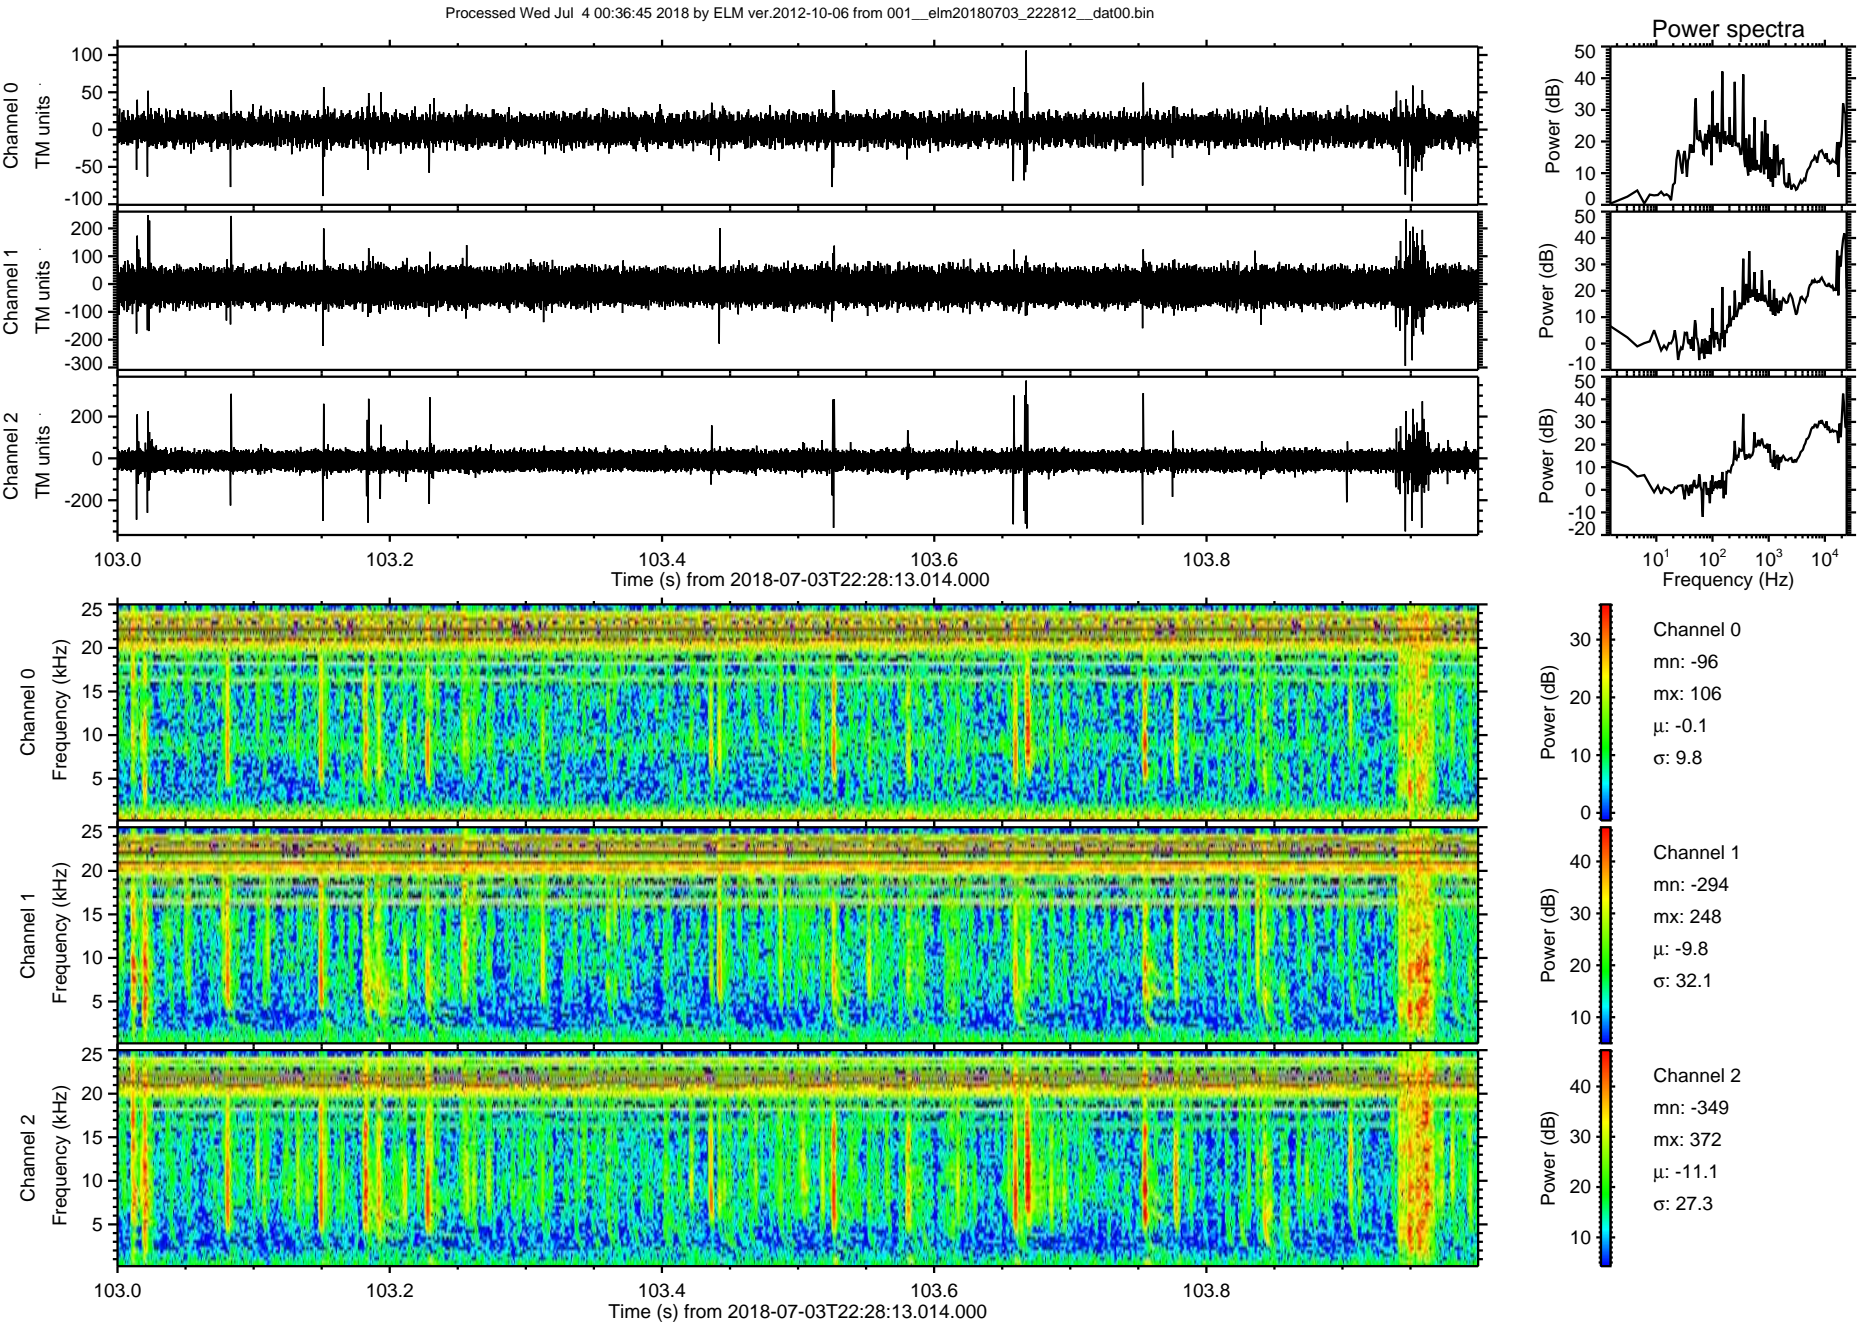 Processed Wed Jul  4 00:36:45 2018 by ELM ver.2012-10-06 from 001__elm20180703_222812__dat00.bin
Power spectra
Channel 0
TM units
100
50
0
-50
-100
Power (dB)
50
40
30
20
10
0
Channel 1
TM units
200
100
0
-100
-200
-300
Power (dB)
50
40
30
20
10
0
-10
Channel 2
TM units
200
0
-200
Power (dB)
50
40
30
20
10
0
-10
-20
103.0
103.2
103.4
103.6
103.8
Time (s) from 2018-07-03T22:28:13.014.000
10¹
10²
10³
10⁴
Frequency (Hz)
Channel 0
Frequency (kHz)
25
20
15
10
5
Power (dB)
30
20
10
0
Channel 0
mn: -96
mx: 106
μ: -0.1
σ: 9.8
Channel 1
Frequency (kHz)
25
20
15
10
5
Power (dB)
40
30
20
10
Channel 1
mn: -294
mx: 248
μ: -9.8
σ: 32.1
Channel 2
Frequency (kHz)
25
20
15
10
5
Power (dB)
40
30
20
10
Channel 2
mn: -349
mx: 372
μ: -11.1
σ: 27.3
103.0
103.2
103.4
103.6
103.8
Time (s) from 2018-07-03T22:28:13.014.000